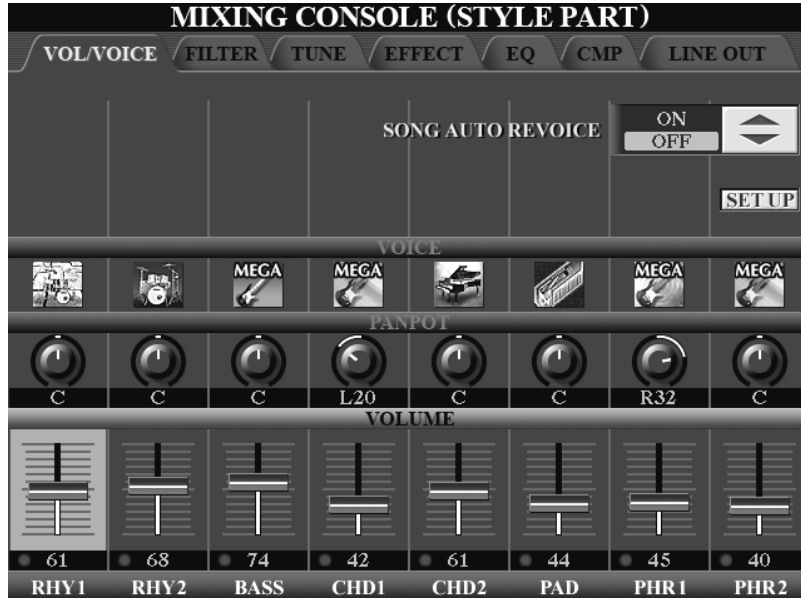 MIXING CONSOLE (STYLE PART)
VOL/VOICE FILTER TUNE EFFECT EQ CMP LINE OUT
SONG AUTO REVOICE
ON
OFF
SET UP
VOICE
MEGA MEGA MEGA MEGA
PANPOT
C C C L20 C C R32 C
VOLUME
61 68 74 42 61 44 45 40
RHY1 RHY2 BASS CHD1 CHD2 PAD PHR1 PHR2